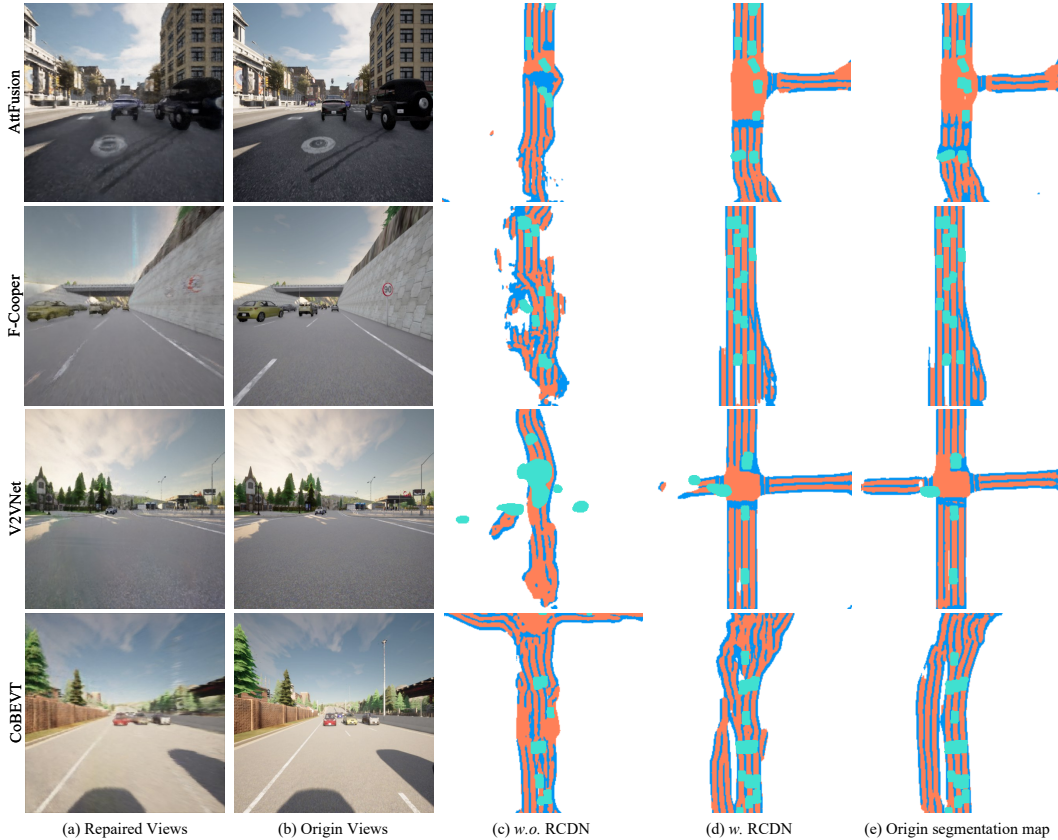 AttFusion
F-Cooper
V2VNet
CoBEVT
(a) Repaired Views
(b) Origin Views
(c) w.o. RCDN
(d) w. RCDN
(e) Origin segmentation map